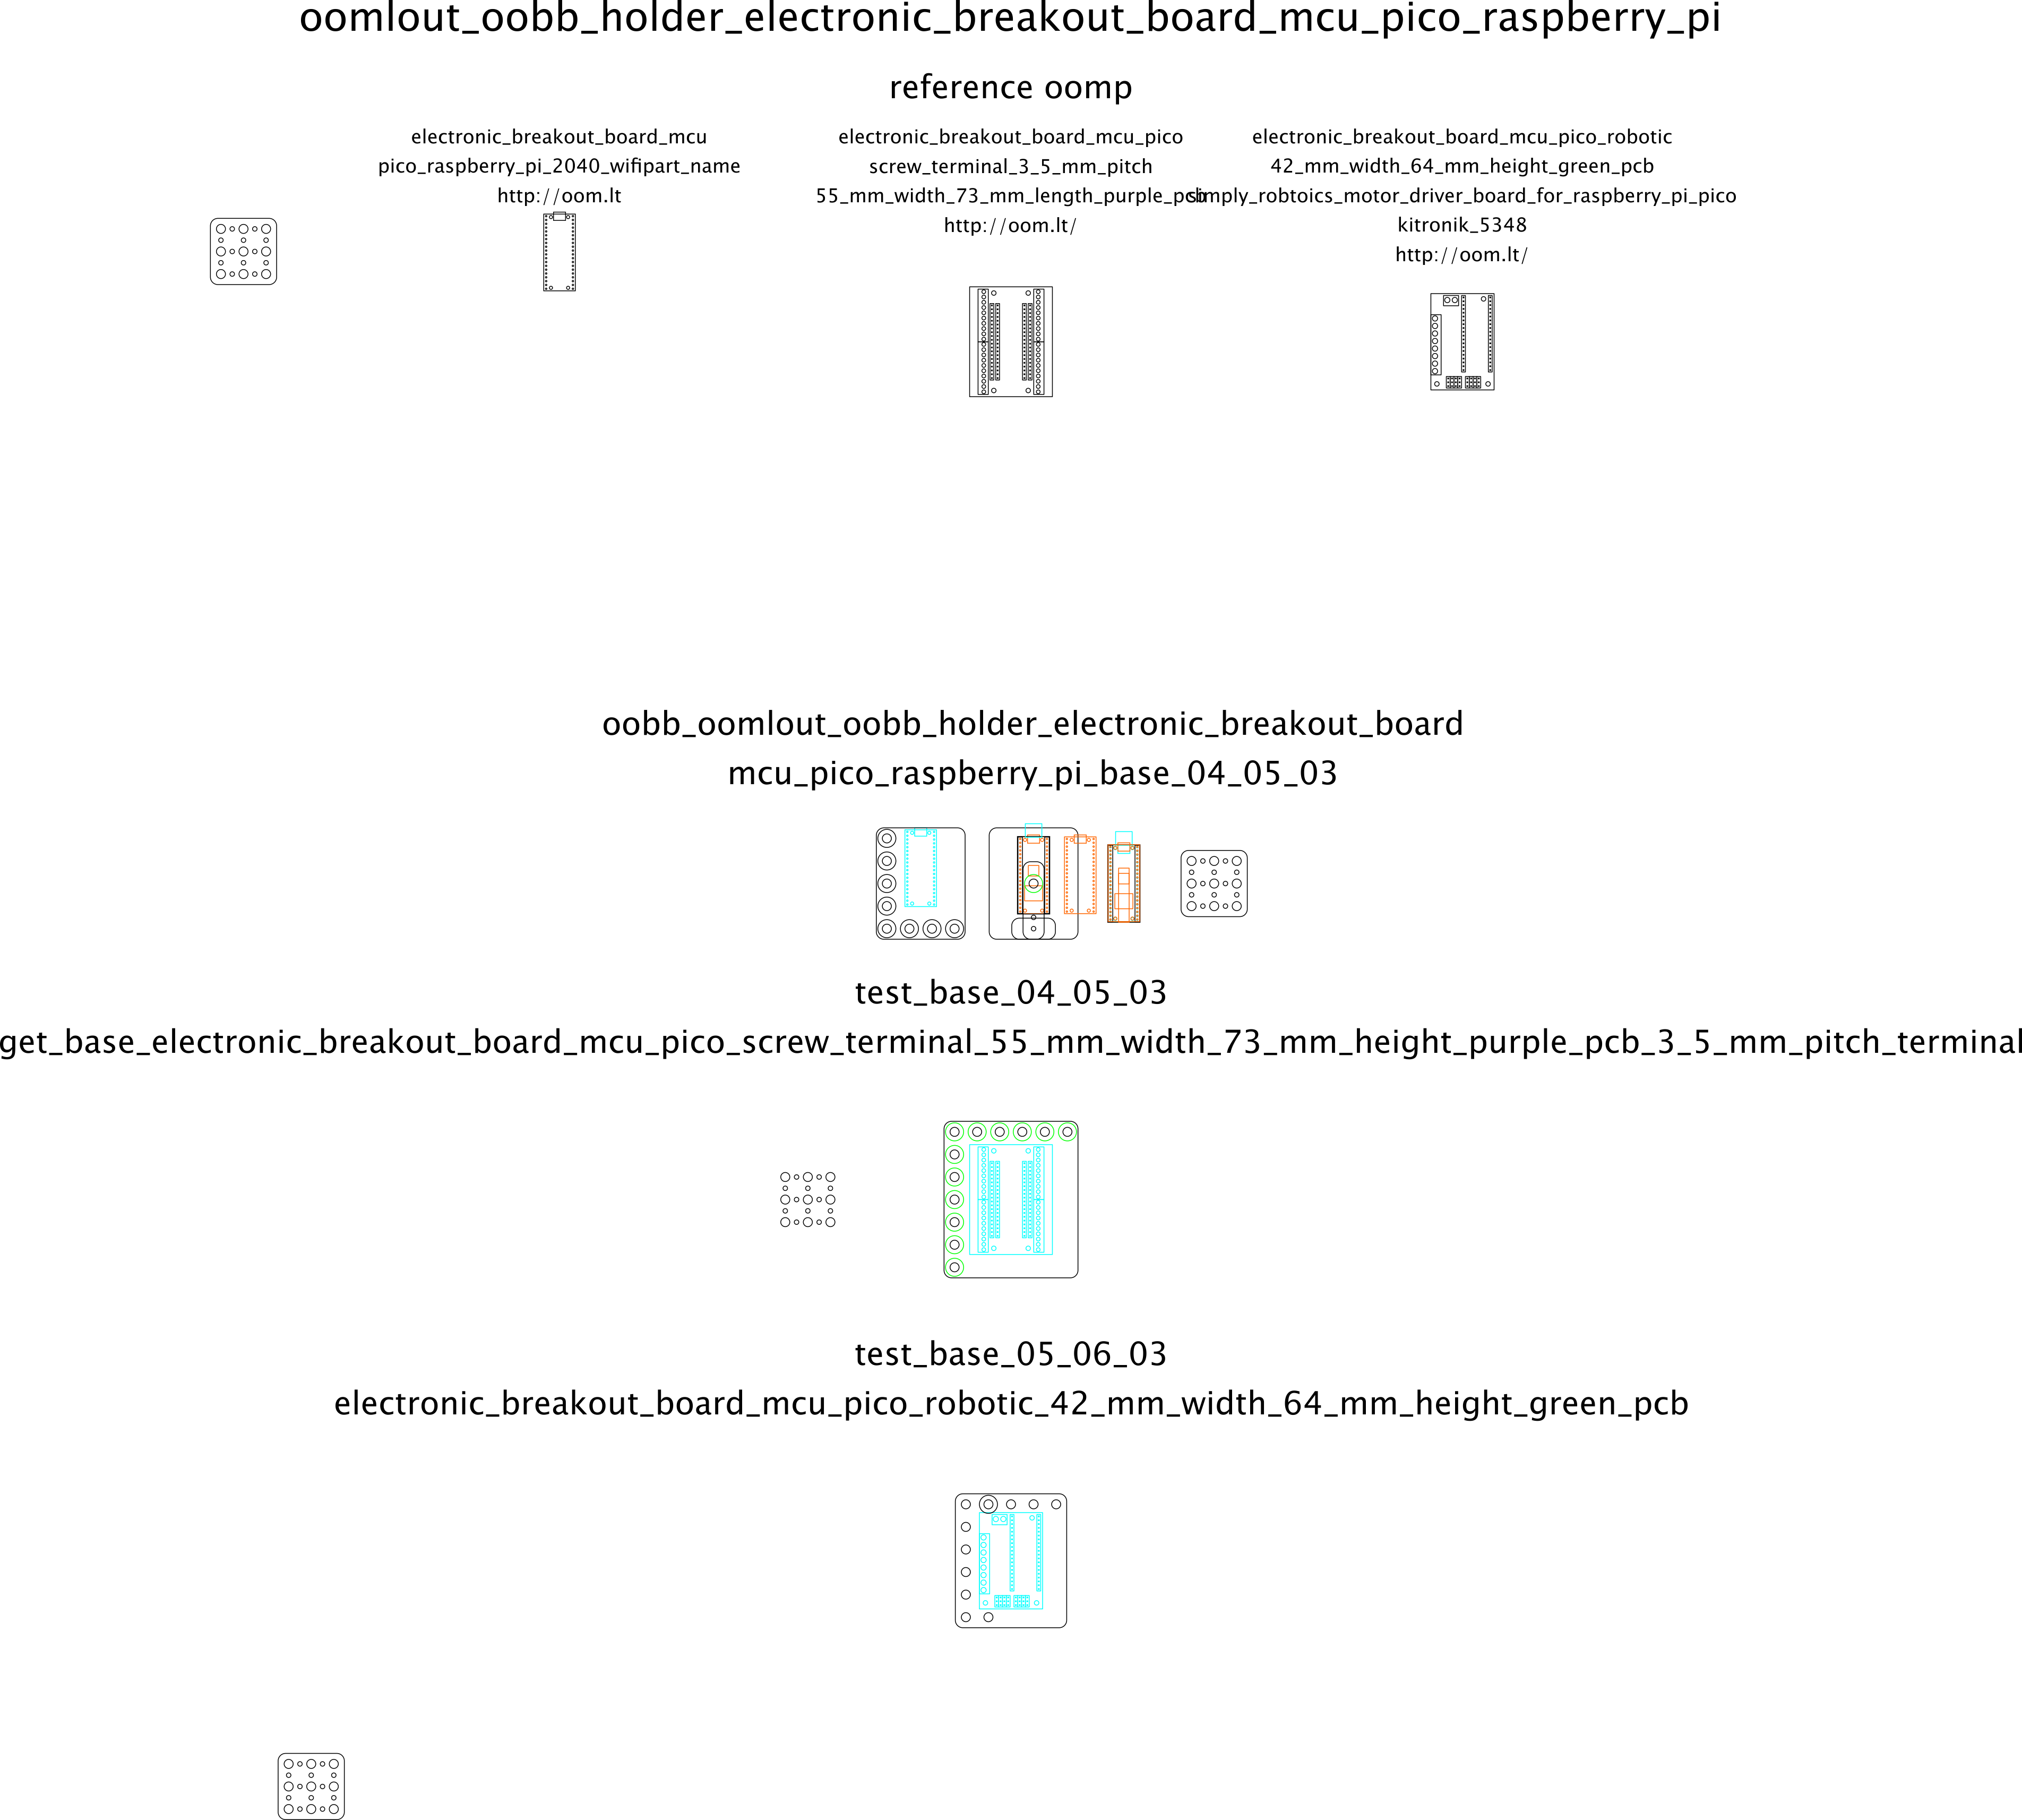 oomlout_oobb_holder_electronic_breakout_board_mcu_pico_raspberry_pi
reference oomp
electronic_breakout_board_mcu
pico_raspberry_pi_2040_wifipart_name
http://oom.lt
electronic_breakout_board_mcu_pico
screw_terminal_3_5_mm_pitch
55_mm_width_73_mm_length_purple_pcb
http://oom.lt/
electronic_breakout_board_mcu_pico_robotic
42_mm_width_64_mm_height_green_pcb
simply_robtoics_motor_driver_board_for_raspberry_pi_pico
kitronik_5348
http://oom.lt/
oobb_oomlout_oobb_holder_electronic_breakout_board
mcu_pico_raspberry_pi_base_04_05_03
test_base_04_05_03
get_base_electronic_breakout_board_mcu_pico_screw_terminal_55_mm_width_73_mm_height_purple_pcb_3_5_mm_pitch_terminal
test_base_05_06_03
electronic_breakout_board_mcu_pico_robotic_42_mm_width_64_mm_height_green_pcb